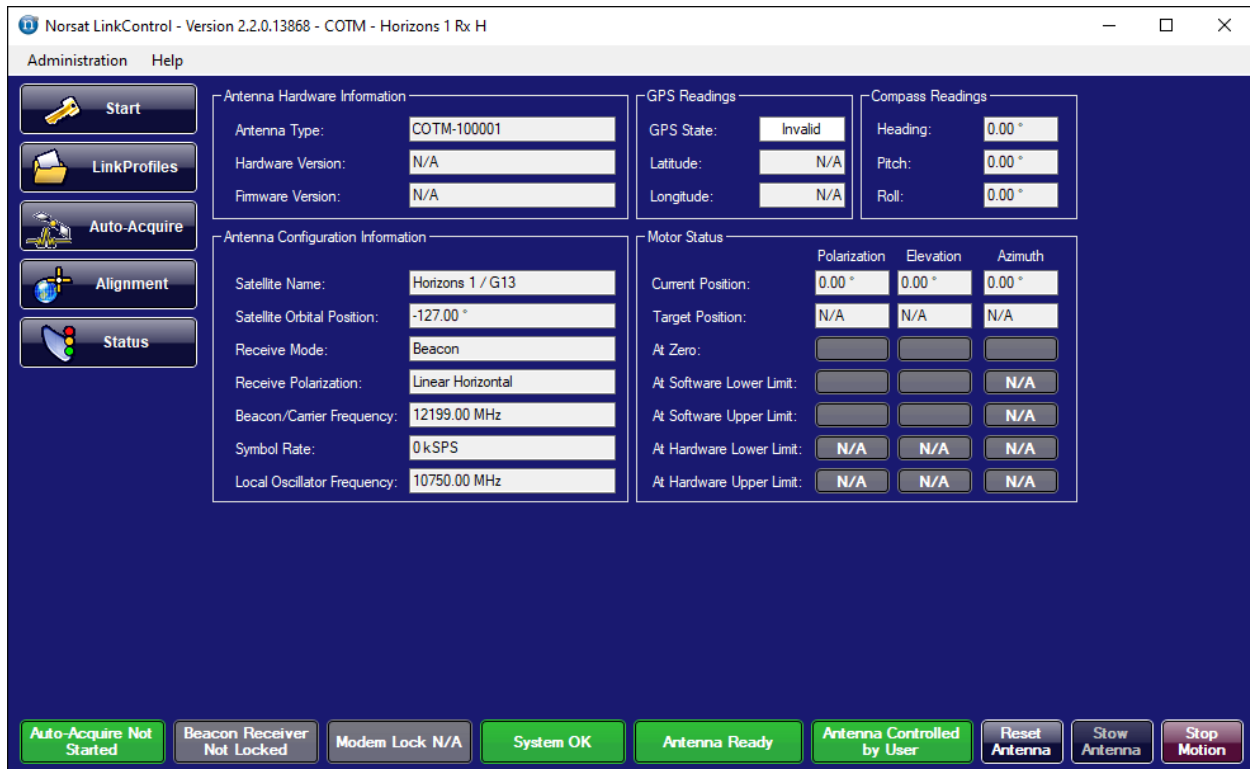 Norsat LinkControl - Version 2.2.0.13868 - COTM - Horizons 1 Rx H
Administration Help
Start
LinkProfiles
Auto-Acquire
Alignment
Status
Antenna Hardware Information
Antenna Type: COTM-100001
Hardware Version: N/A
Firmware Version: N/A
GPS Readings
GPS State: Invalid
Latitude: N/A
Longitude: N/A
Compass Readings
Heading: 0.00 °
Pitch: 0.00 °
Roll: 0.00 °
Antenna Configuration Information
Satellite Name: Horizons 1 / G13
Satellite Orbital Position: -127.00 °
Receive Mode: Beacon
Receive Polarization: Linear Horizontal
Beacon/Carrier Frequency: 12199.00 MHz
Symbol Rate: 0 kSPS
Local Oscillator Frequency: 10750.00 MHz
Motor Status
Polarization Elevation Azimuth
Current Position: 0.00 ° 0.00 ° 0.00 °
Target Position: N/A N/A N/A
At Zero:
At Software Lower Limit: N/A
At Software Upper Limit: N/A
At Hardware Lower Limit: N/A N/A N/A
At Hardware Upper Limit: N/A N/A N/A
Auto-Acquire Not
Started
Beacon Receiver
Not Locked
Modem Lock N/A
System OK
Antenna Ready
Antenna Controlled
by User
Reset
Antenna
Stow
Antenna
Stop
Motion